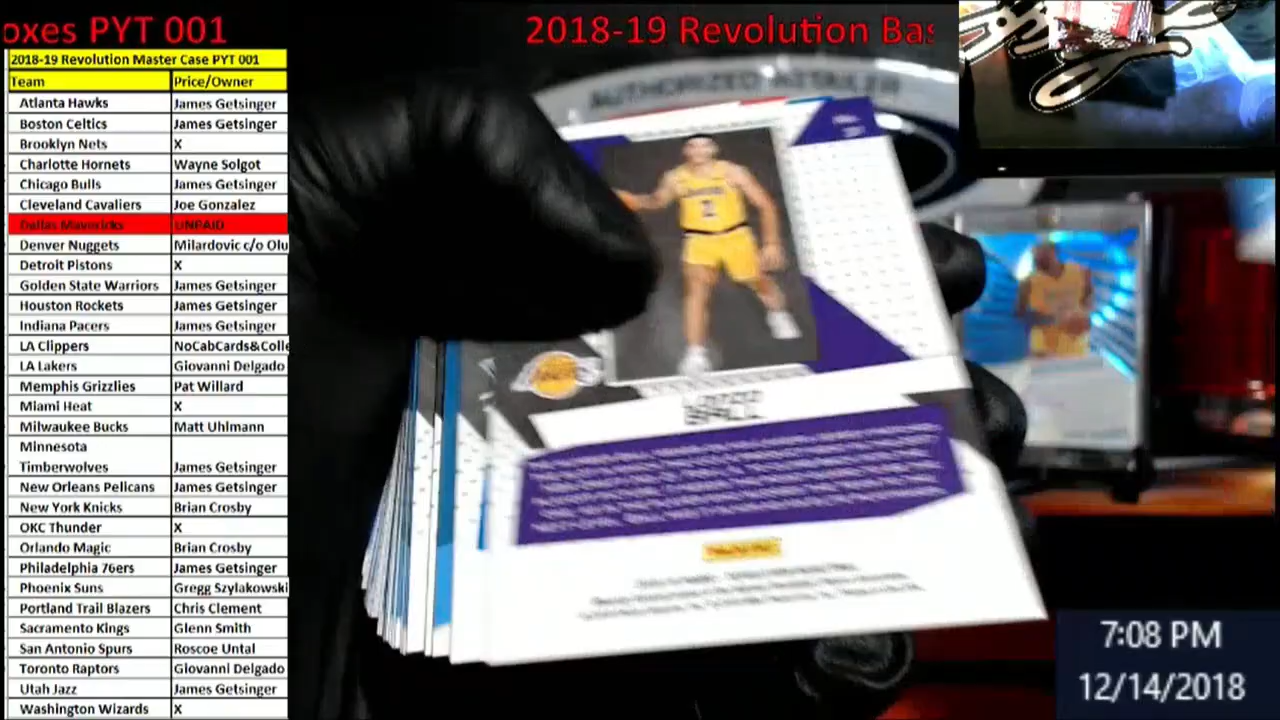 oxes PYT 001
2018-19 Revolution Bas
2018-19 Revolution Master Case PYT 001
Team Price/Owner
Atlanta Hawks James Getsinger
Boston Celtics James Getsinger
Brooklyn Nets X
Charlotte Hornets Wayne Solgot
Chicago Bulls James Getsinger
Cleveland Cavaliers Joe Gonzalez
Dallas Mavericks UNPAID
Denver Nuggets Milardovic c/o Olu
Detroit Pistons X
Golden State Warriors James Getsinger
Houston Rockets James Getsinger
Indiana Pacers James Getsinger
LA Clippers NoCabCards&Colle
LA Lakers Giovanni Delgado
Memphis Grizzlies Pat Willard
Miami Heat X
Milwaukee Bucks Matt Uhlmann
Minnesota
Timberwolves James Getsinger
New Orleans Pelicans James Getsinger
New York Knicks Brian Crosby
OKC Thunder X
Orlando Magic Brian Crosby
Philadelphia 76ers James Getsinger
Phoenix Suns Gregg Szylakowski
Portland Trail Blazers Chris Clement
Sacramento Kings Glenn Smith
San Antonio Spurs Roscoe Untal
Toronto Raptors Giovanni Delgado
Utah Jazz James Getsinger
Washington Wizards X
AUTHORIZED RETAILER
BALL
7:08 PM
12/14/2018